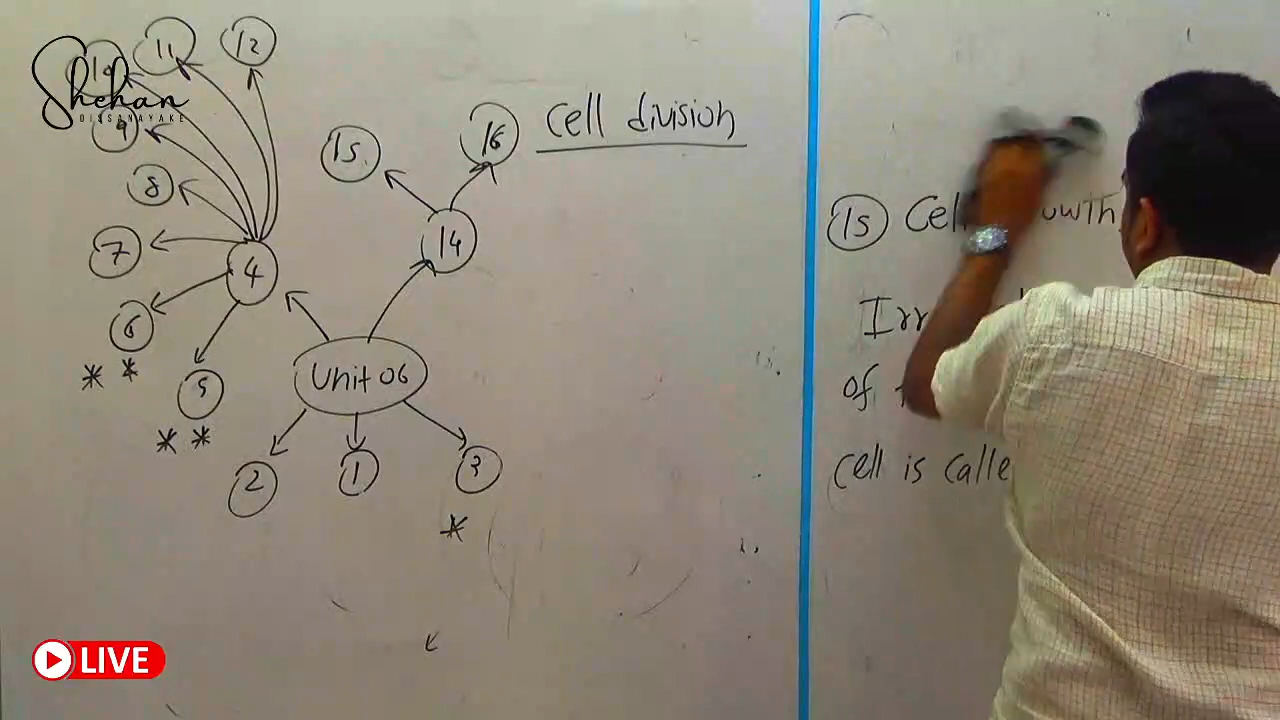 Shehan
DISSANAYAKE
10
11
12
9
8
7
6
* *
5
* *
4
15
16
cell division
14
Unit 06
2
1
3
*
LIVE
15 Cel owth
Irr
of
cell is calle